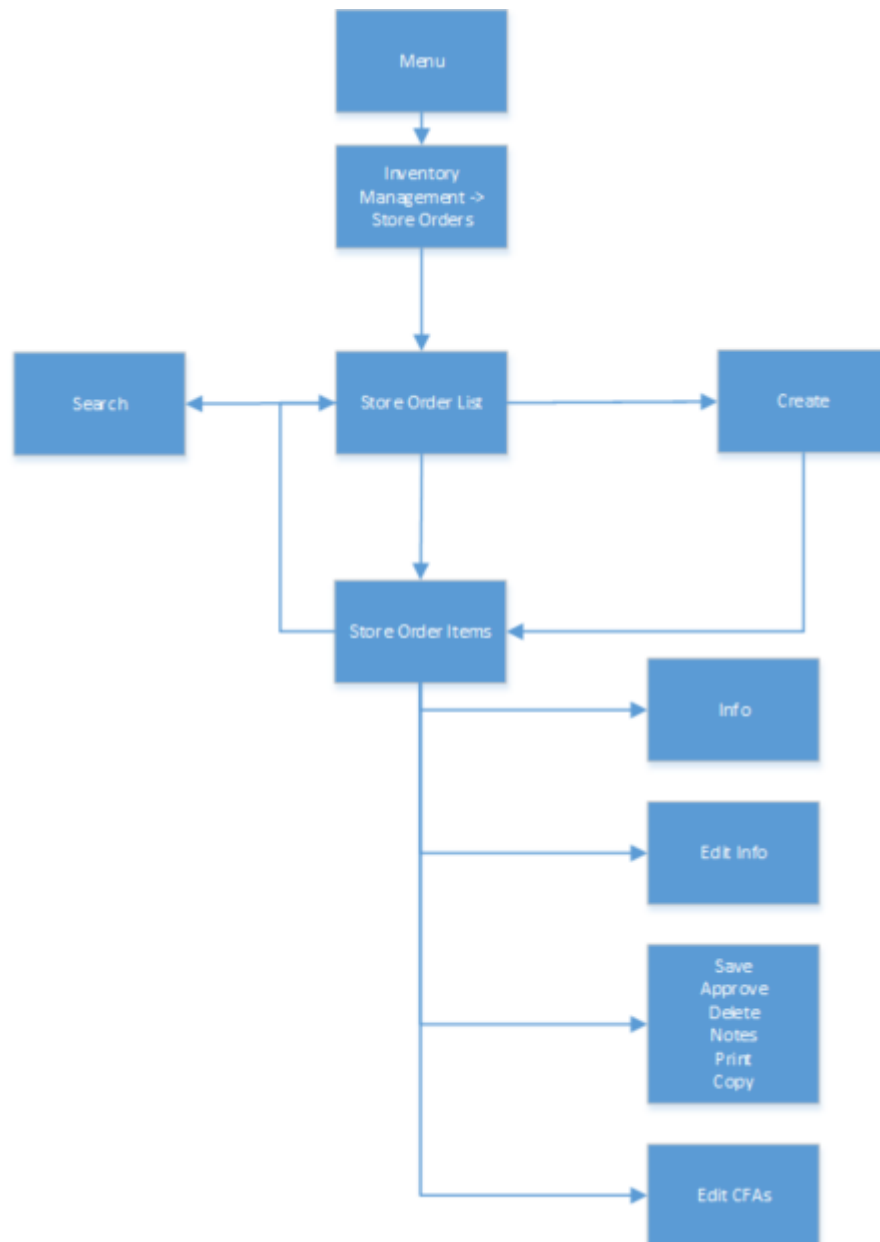 Menu
Inventory
Management ->
Store Orders
Search
Store Order List
Create
Store Order Items
Info
Edit Info
Save
Approve
Delete
Notes
Print
Copy
Edit CFAs